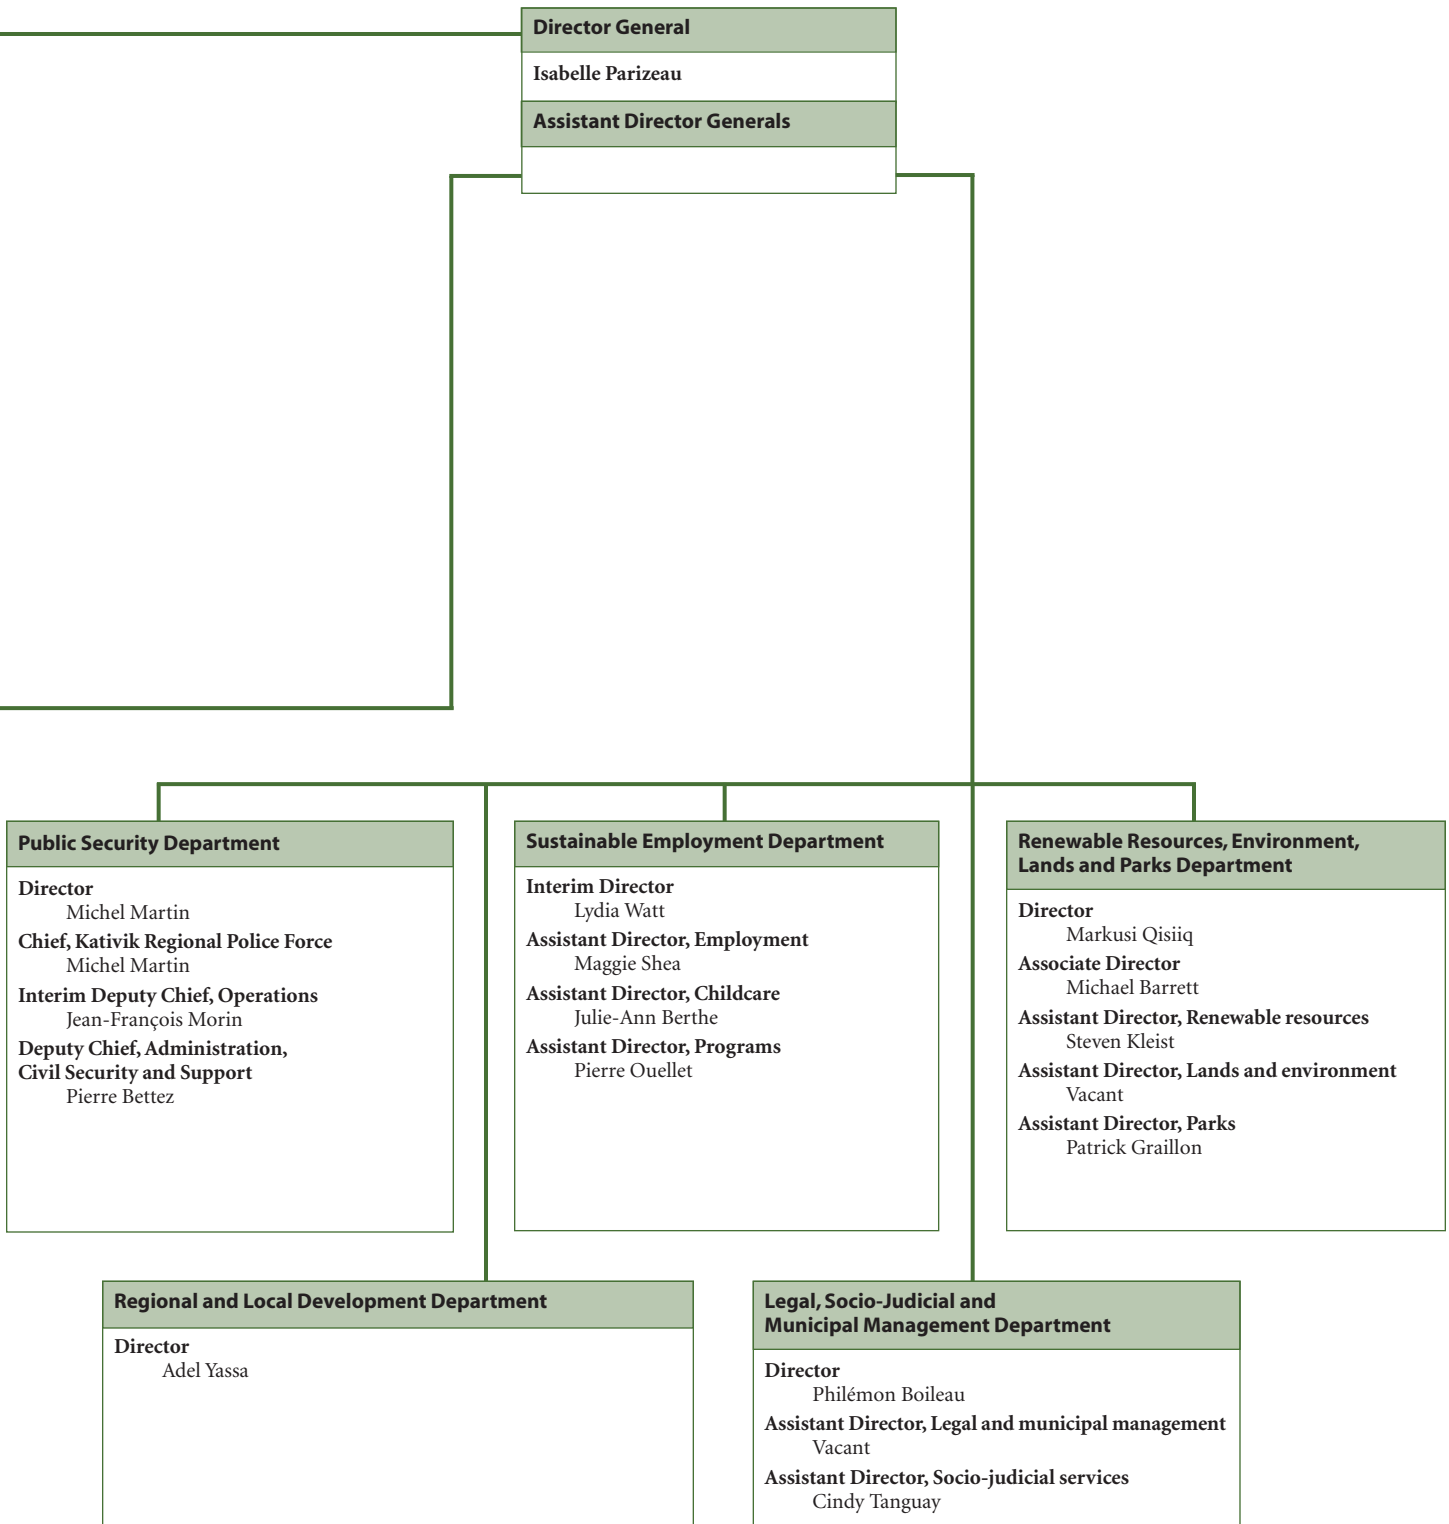 Director General
Isabelle Parizeau
Assistant Director Generals
Public Security Department
Director
Michel Martin
Chief, Kativik Regional Police Force
Michel Martin
Interim Deputy Chief, Operations
Jean-François Morin
Deputy Chief, Administration,
Civil Security and Support
Pierre Bettez
Sustainable Employment Department
Interim Director
Lydia Watt
Assistant Director, Employment
Maggie Shea
Assistant Director, Childcare
Julie-Ann Berthe
Assistant Director, Programs
Pierre Ouellet
Renewable Resources, Environment,
Lands and Parks Department
Director
Markusi Qisiiq
Associate Director
Michael Barrett
Assistant Director, Renewable resources
Steven Kleist
Assistant Director, Lands and environment
Vacant
Assistant Director, Parks
Patrick Graillon
Regional and Local Development Department
Director
Adel Yassa
Legal, Socio-Judicial and
Municipal Management Department
Director
Philémon Boileau
Assistant Director, Legal and municipal management
Vacant
Assistant Director, Socio-judicial services
Cindy Tanguay